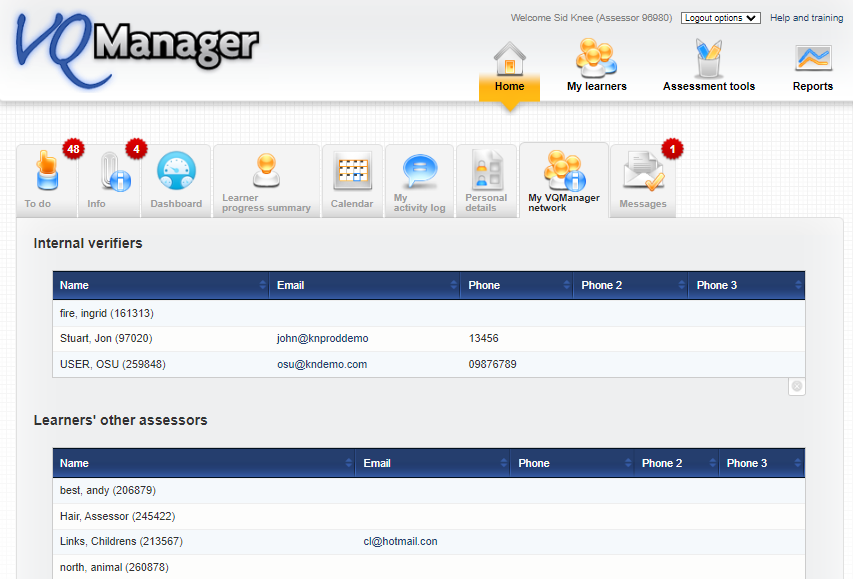 Welcome Sid Knee (Assessor 96980) Logout options Help and training
VQManager
Home My learners Assessment tools Reports
48 4 1
To do Info Dashboard Learner progress summary Calendar My activity log Personal details My VQManager network Messages
Internal verifiers
Name Email Phone Phone 2 Phone 3
fire, ingrid (161313)
Stuart, Jon (97020) john@knproddemo 13456
USER, OSU (259848) osu@kndemo.com 09876789
Learners' other assessors
Name Email Phone Phone 2 Phone 3
best, andy (206879)
Hair, Assessor (245422)
Links, Childrens (213567) cl@hotmail.con
north, animal (260878)